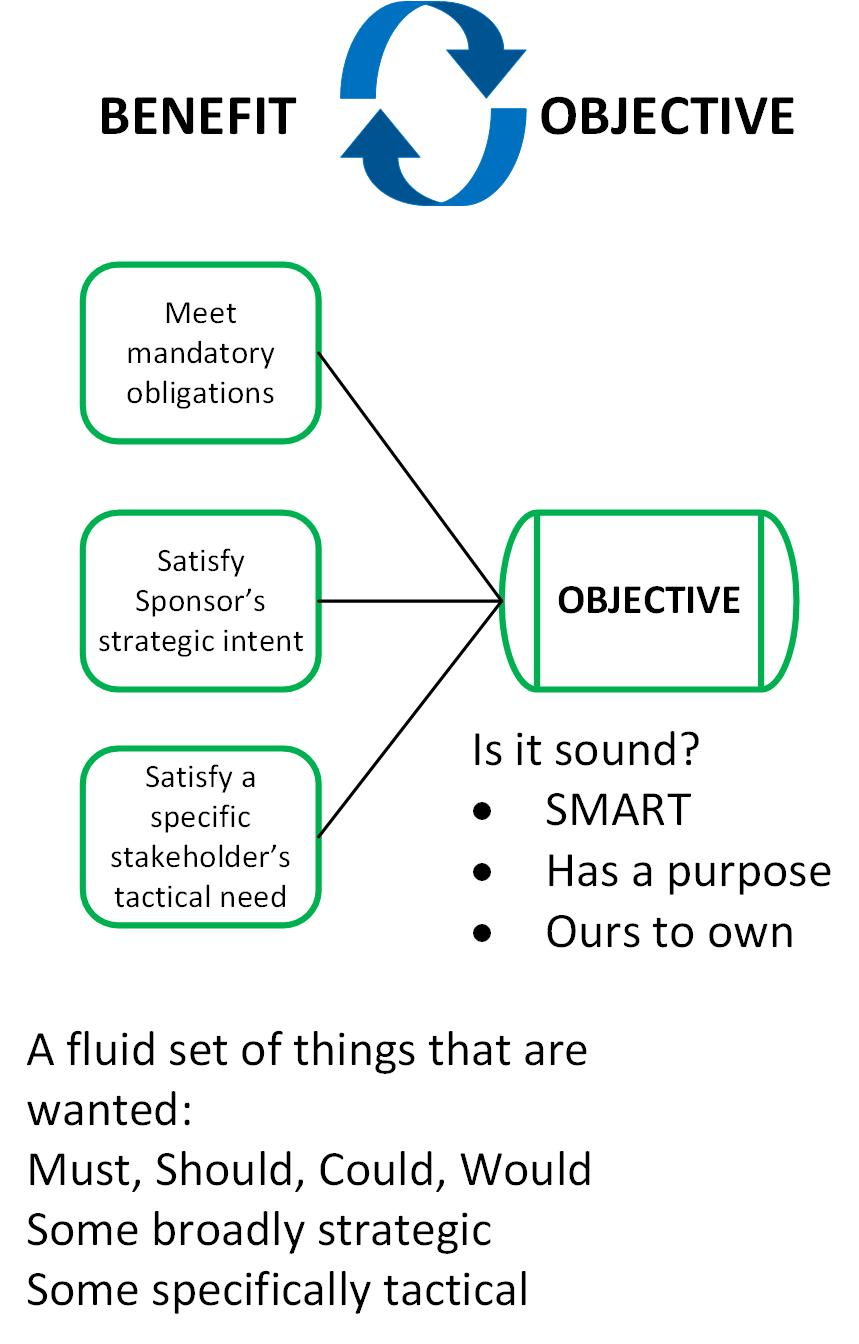 BENEFIT
OBJECTIVE
Meet
mandatory
obligations
Satisfy
Sponsor’s
strategic intent
OBJECTIVE
Satisfy a
specific
stakeholder’s
tactical need
Is it sound?
• SMART
• Has a purpose
• Ours to own
A fluid set of things that are
wanted:
Must, Should, Could, Would
Some broadly strategic
Some specifically tactical